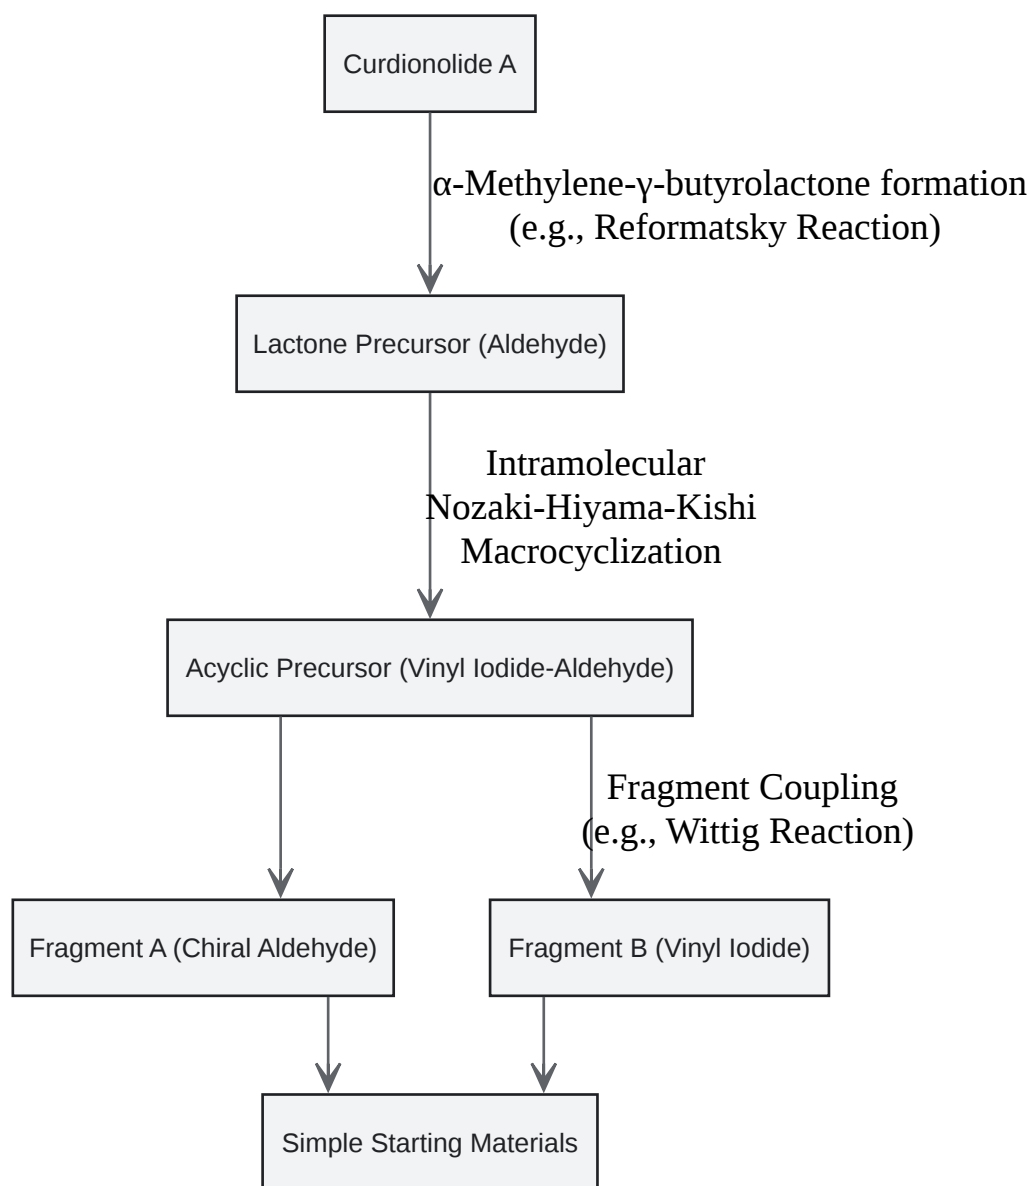 Curdionolide A
α-Methylene-γ-butyrolactone formation
(e.g., Reformatsky Reaction)
Lactone Precursor (Aldehyde)
Intramolecular
Nozaki-Hiyama-Kishi
Macrocyclization
Acyclic Precursor (Vinyl Iodide-Aldehyde)
Fragment Coupling
(e.g., Wittig Reaction)
Fragment A (Chiral Aldehyde)
Fragment B (Vinyl Iodide)
Simple Starting Materials